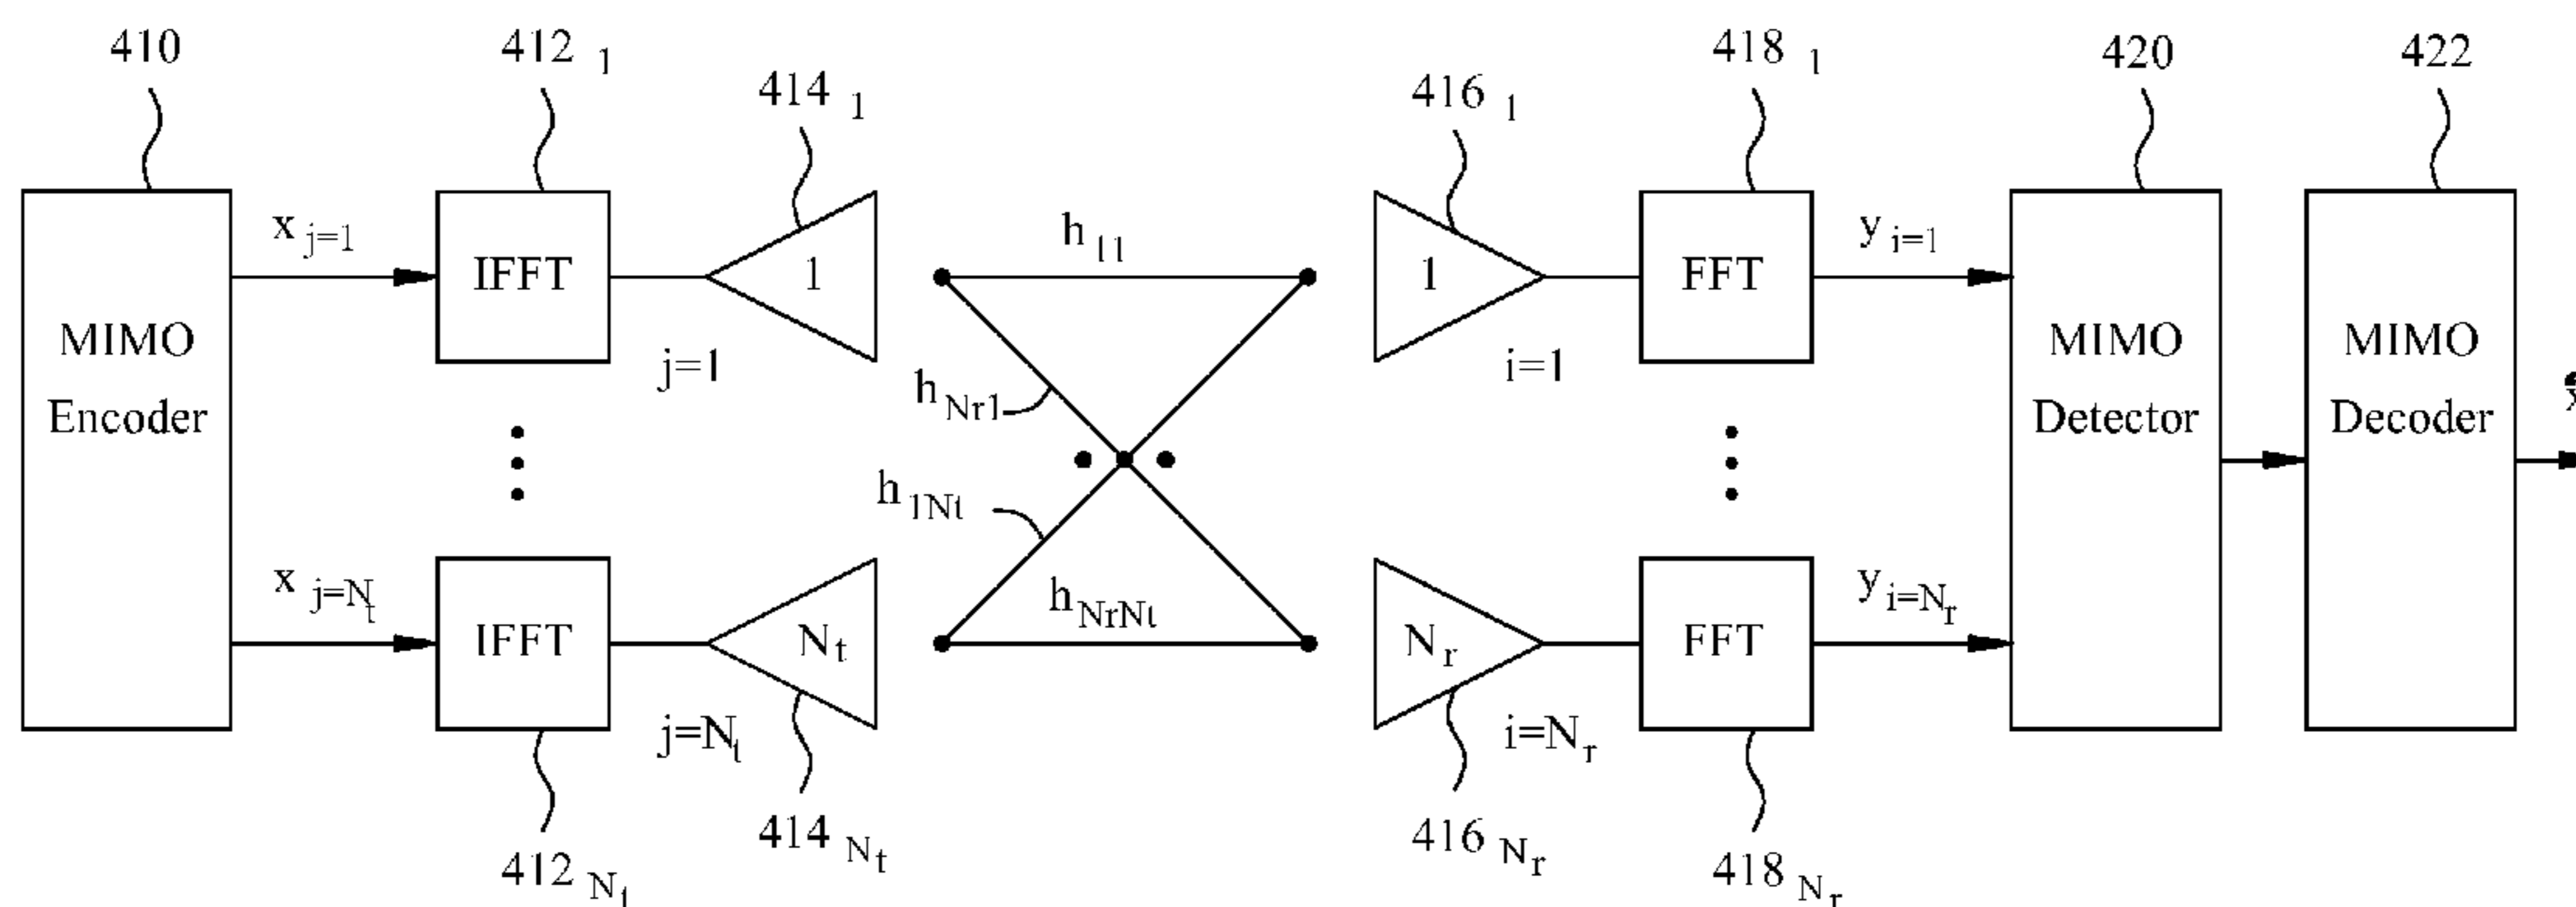 410
412 1
414 1
416 1
418 1
420
422
x j=1
IFFT
1
h 11
1
FFT
y i=1
MIMO
Encoder
j=1
h Nr1
i=1
MIMO
Detector
MIMO
Decoder
h 1Nt
x j=Nt
IFFT
Nt
h NrNt
Nr
FFT
y i=Nr
j=Nt
i=Nr
414 Nt
416 Nr
412 Nt
418 Nr